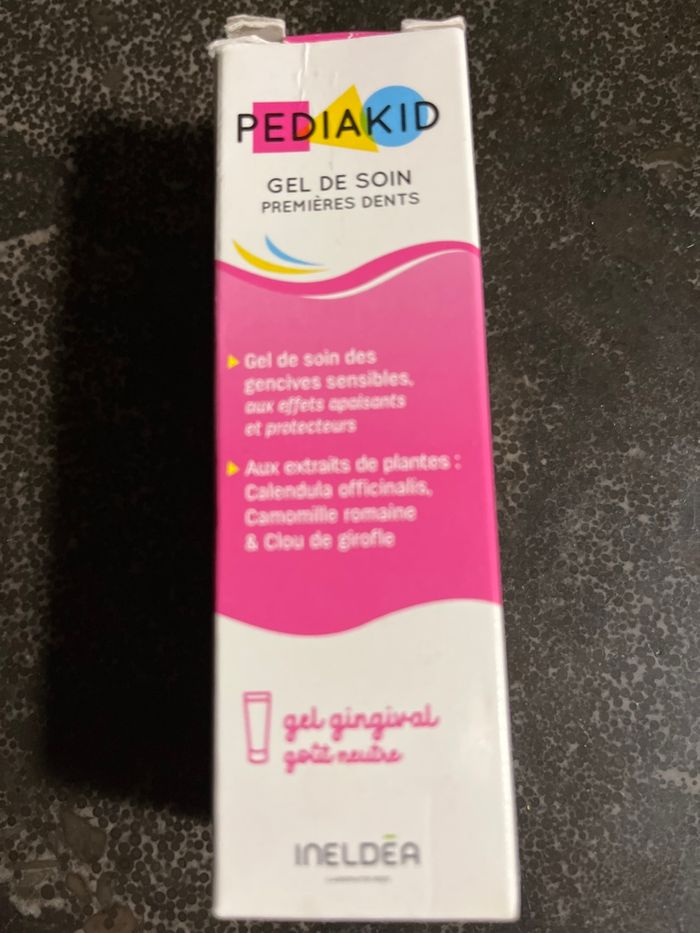 PEDIAKID
GEL DE SOIN
PREMIÈRES DENTS
Gel de soin des
gencives sensibles,
aux effets apaisants
et protecteurs
Aux extraits de plantes :
Calendula officinalis,
Camomille romaine
& Clou de girofle
gel gingival
goût neutre
INELDĒA